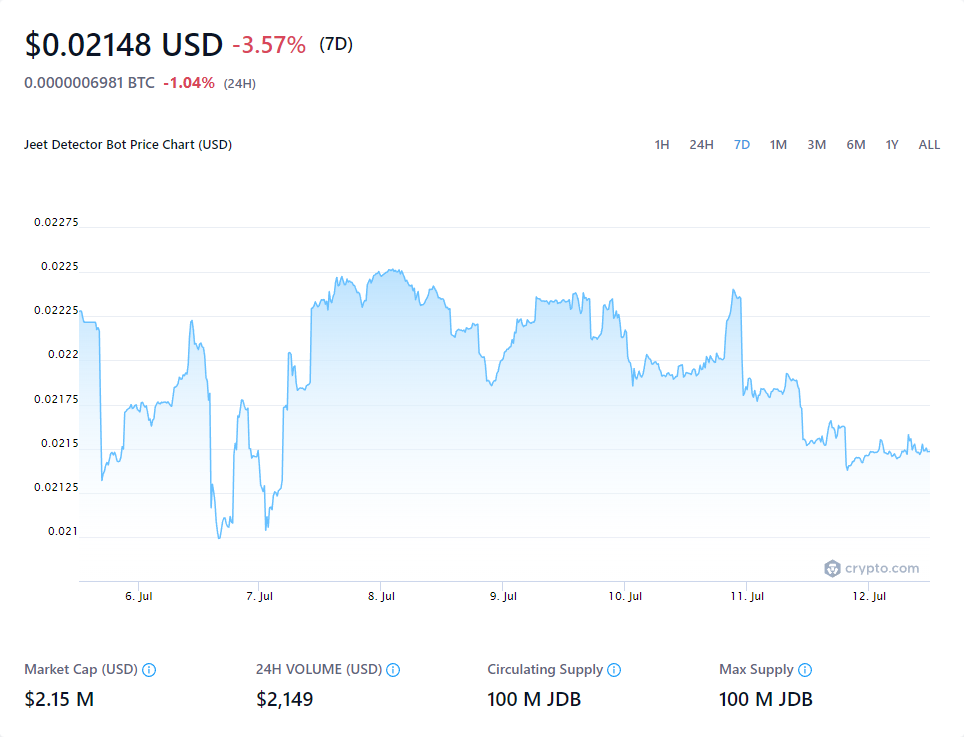 $0.02148 USD -3.57% (7D)
0.0000006981 BTC -1.04% (24H)
Jeet Detector Bot Price Chart (USD) 1H 24H 7D 1M 3M 6M 1Y ALL
0.02275
0.0225
0.02225
0.022
0.02175
0.0215
0.02125
0.021
crypto.com
6. Jul 7. Jul 8. Jul 9. Jul 10. Jul 11. Jul 12. Jul
Market Cap (USD) 24H VOLUME (USD) Circulating Supply Max Supply
$2.15 M $2,149 100 M JDB 100 M JDB